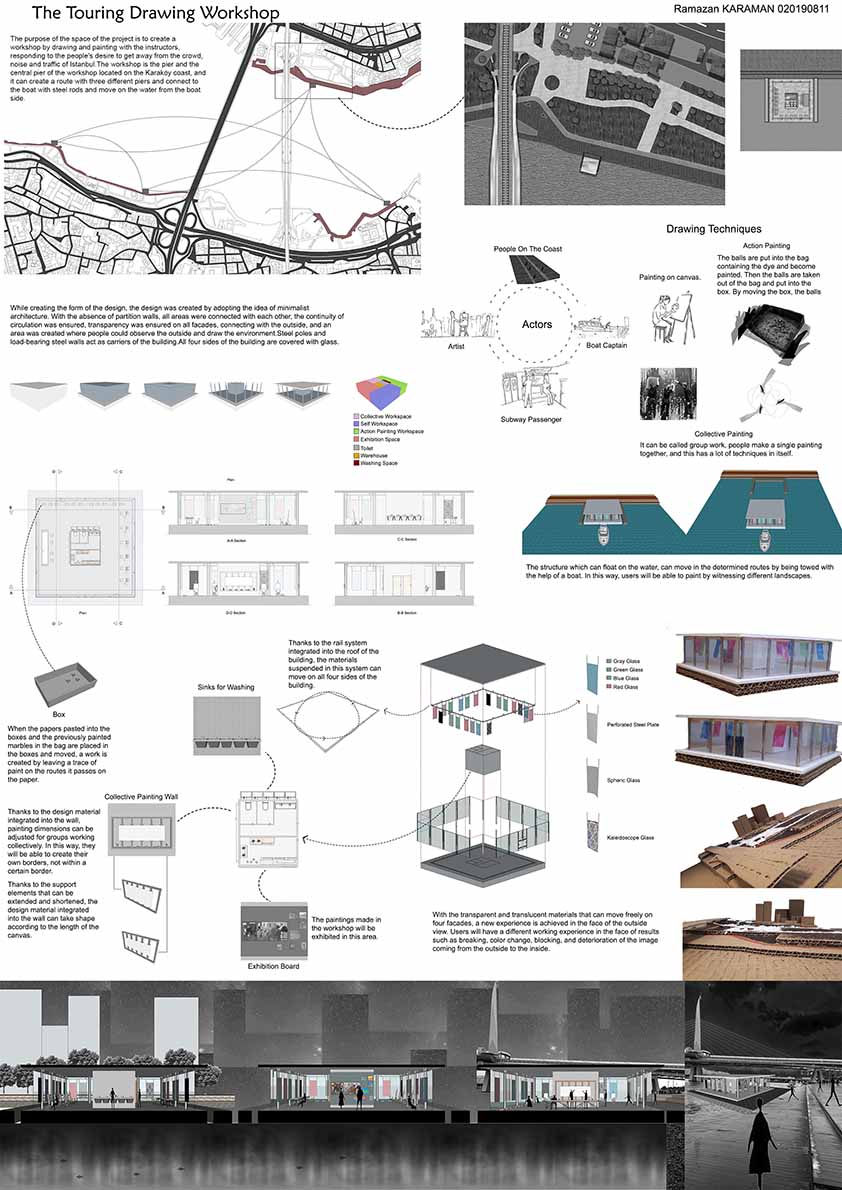 The Touring Drawing Workshop
Ramazan KARAMAN 020190811
The purpose of the space of the project is to create a
workshop by drawing and painting with the instructors,
responding to the people's desire to get away from the crowd,
noise and traffic of Istanbul.The workshop is the pier and the
central pier of the workshop located on the Karaköy coast, and
it can create a route with three different piers and connect to
the boat with steel rods and move on the water from the boat
side.
Drawing Techniques
People On The Coast
Actors
Artist
Boat Captain
Subway Passenger
Painting on canvas.
Action Painting
The balls are put into the bag
containing the dye and become
painted. Then the balls are taken
out of the bag and put into the
box. By moving the box, the balls
Collective Painting
It can be called group work, people make a single painting
together, and this has a lot of techniques in itself.
While creating the form of the design, the design was created by adopting the idea of minimalist
architecture. With the absence of partition walls, all areas were connected with each other, the continuity of
circulation was ensured, transparency was ensured on all facades, connecting with the outside, and an
area was created where people could observe the outside and draw the environment.Steel poles and
load-bearing steel walls act as carriers of the building.All four sides of the building are covered with glass.
Collective Workspace
Self Workspace
Action Painting Workspace
Exhibition Space
Toilet
Warehouse
Washing Space
Plan
A-A Section
C-C Section
D-D Section
B-B Section
Plan
The structure which can float on the water, can move in the determined routes by being towed with
the help of a boat. In this way, users will be able to paint by witnessing different landscapes.
Box
When the papers pasted into the
boxes and the previously painted
marbles in the bag are placed in
the boxes and moved, a work is
created by leaving a trace of
paint on the routes it passes on
the paper.
Sinks for Washing
Thanks to the rail system
integrated into the roof of the
building, the materials
suspended in this system can
move on all four sides of the
building.
Gray Glass
Green Glass
Blue Glass
Red Glass
Perforated Steel Plate
Spheric Glass
Kaleidoscope Glass
Collective Painting Wall
Thanks to the design material
integrated into the wall,
painting dimensions can be
adjusted for groups working
collectively. In this way, they
will be able to create their
own borders, not within a
certain border.
Thanks to the support
elements that can be
extended and shortened, the
design material integrated
into the wall can take shape
according to the length of the
canvas.
Exhibition Board
The paintings made in
the workshop will be
exhibited in this area.
With the transparent and translucent materials that can move freely on
four facades, a new experience is achieved in the face of the outside
view. Users will have a different working experience in the face of results
such as breaking, color change, blocking, and deterioration of the image
coming from the outside to the inside.